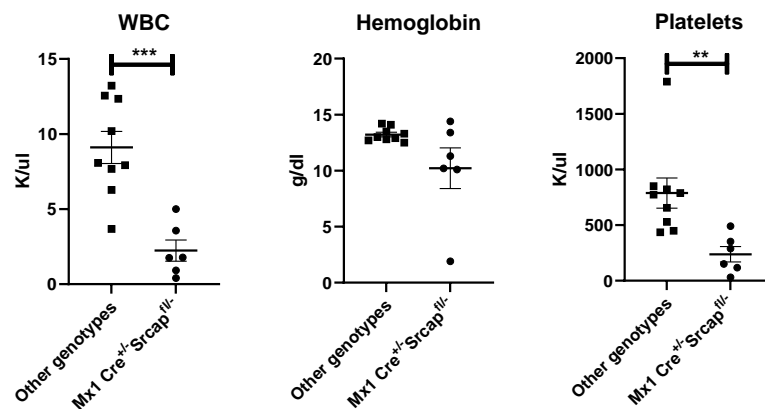 WBC
15
10
5
0
K/ul
***
Other genotypes
Mx1 Cre+/-Srcapfl/-
Hemoglobin
20
15
10
5
0
g/dl
Other genotypes
Mx1 Cre+/-Srcapfl/-
Platelets
2000
1500
1000
500
0
K/ul
**
Other genotypes
Mx1 Cre+/-Srcapfl/-